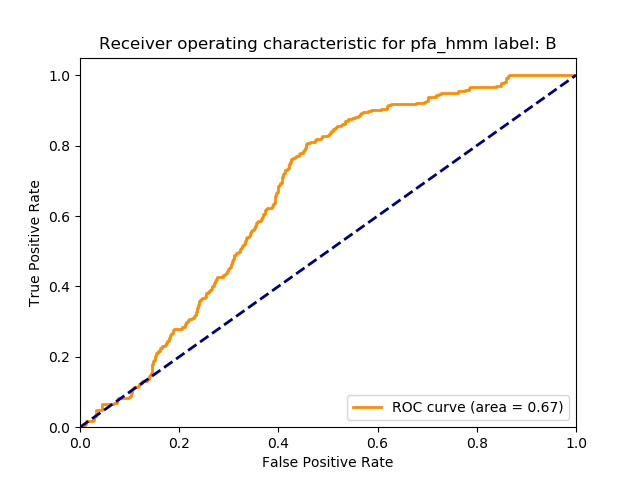 Receiver operating characteristic for pfa_hmm label: B
True Positive Rate
1.0
0.8
0.6
0.4
0.2
0.0
0.0 0.2 0.4 0.6 0.8 1.0
False Positive Rate
ROC curve (area = 0.67)